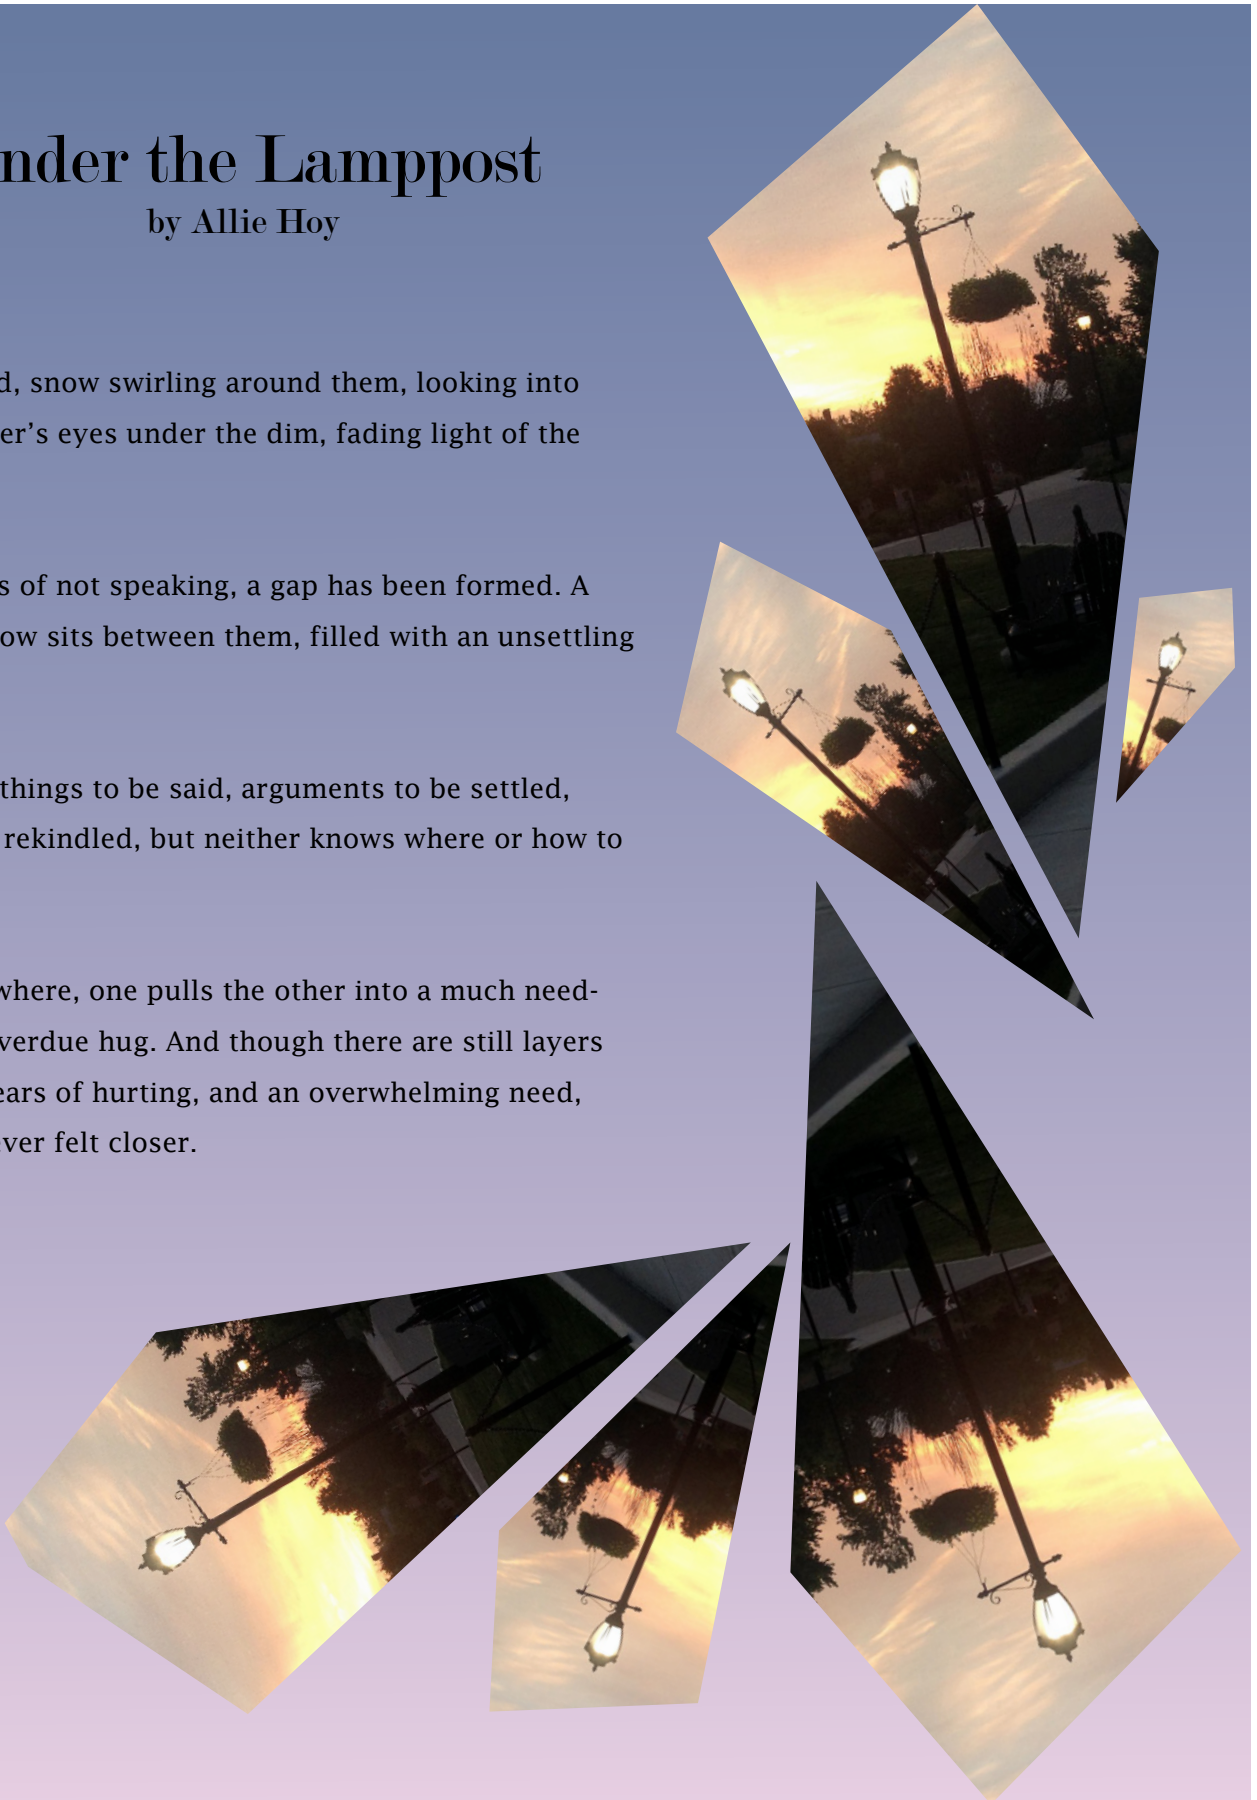 nder the Lamppost
by Allie Hoy
d, snow swirling around them, looking into
er’s eyes under the dim, fading light of the
s of not speaking, a gap has been formed. A
ow sits between them, filled with an unsettling
things to be said, arguments to be settled,
rekindled, but neither knows where or how to
where, one pulls the other into a much need-
verdue hug. And though there are still layers
ears of hurting, and an overwhelming need,
ever felt closer.